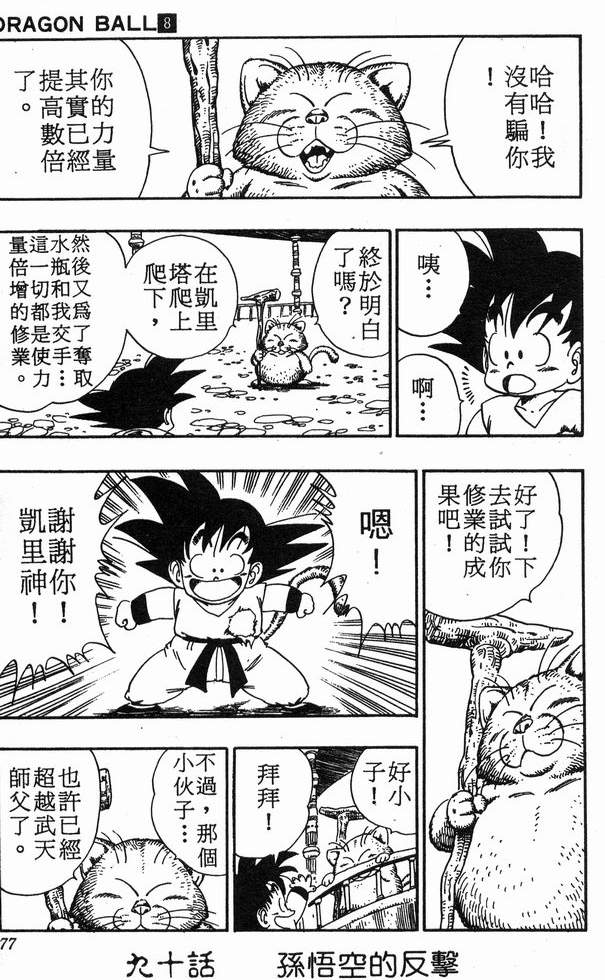 DRAGON BALL 8
哈哈！我
沒有騙你
！
你的力量
其實已經
提高數倍
了。
咦…
啊…
終於明白
了嗎？
在凱里
塔爬上
爬下，
然後又爲了奪取
水瓶和我交手…
這一切都是使力
量倍增的修業。
好了！下
去試試你
修業的成
果吧！
嗯！
謝謝你！
凱里神！
好小
子！
拜拜！
不過，那個
小伙子…
也許已經
超越武天
師父了。
77
九十話 孫悟空的反擊